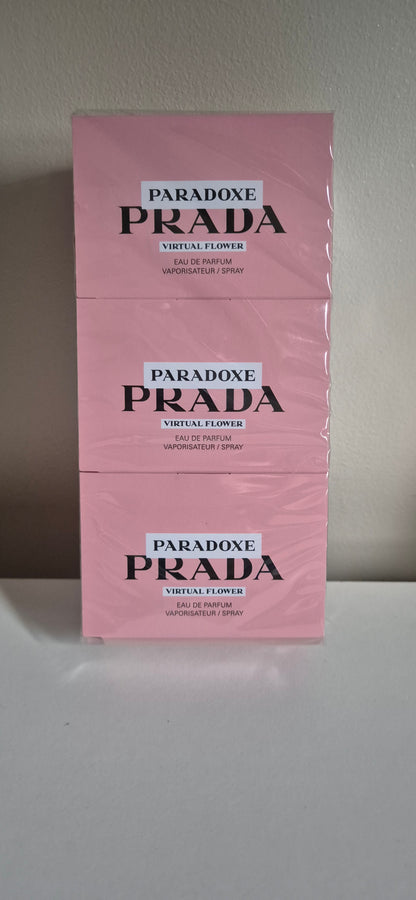 PARADOXE
PRADA
VIRTUAL FLOWER
EAU DE PARFUM
VAPORISATEUR / SPRAY
PARADOXE
PRADA
VIRTUAL FLOWER
EAU DE PARFUM
VAPORISATEUR / SPRAY
PARADOXE
PRADA
VIRTUAL FLOWER
EAU DE PARFUM
VAPORISATEUR / SPRAY